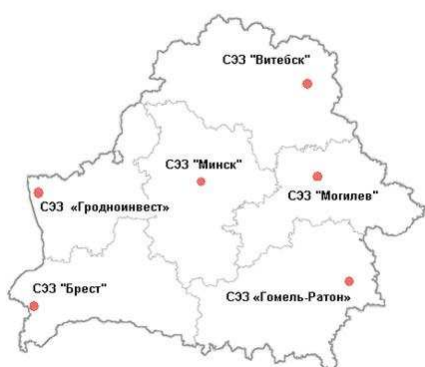 СЭЗ "Витебск"
СЭЗ "Минск"
СЭЗ "Могилев"
СЭЗ «Гродноинвест»
СЭЗ "Брест"
СЭЗ «Гомель-Ратон»